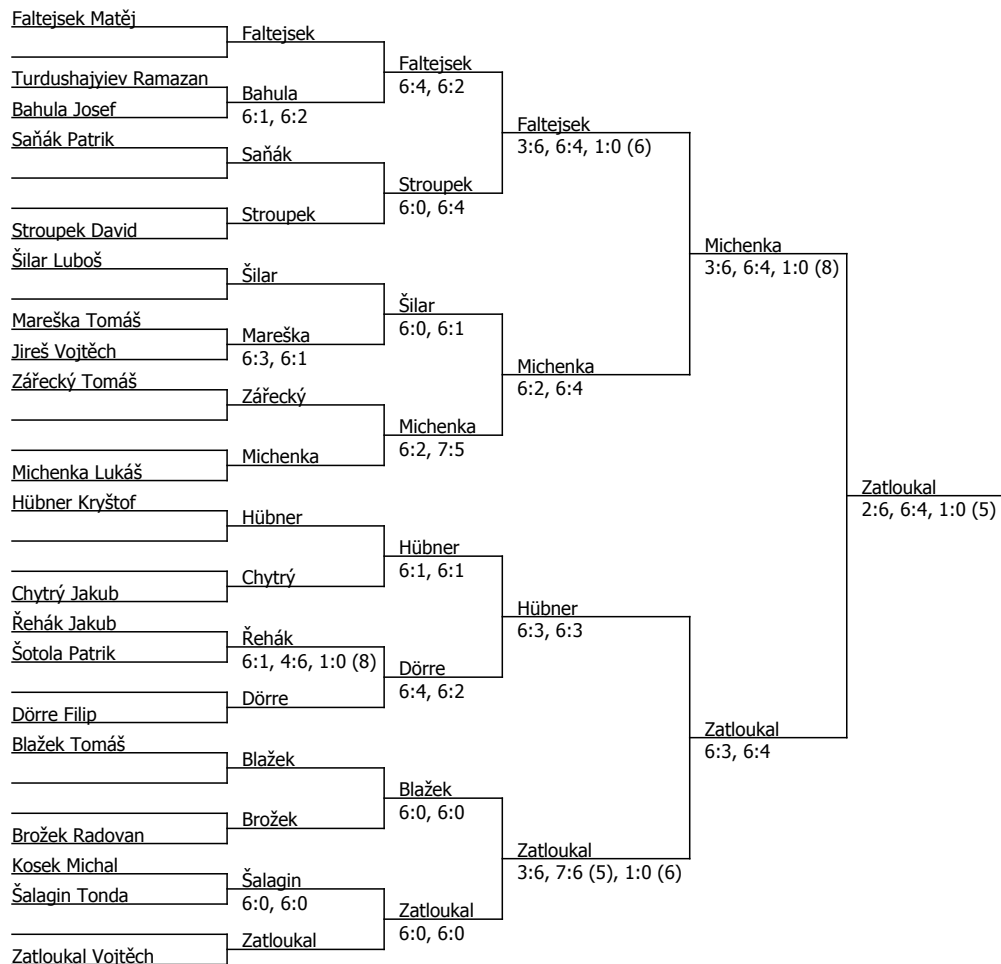 Faltejsek Matěj
Turdushajyiev Ramazan
Bahula Josef
Saňák Patrik
Stroupek David
Šilar Luboš
Mareška Tomáš
Jireš Vojtěch
Zářecký Tomáš
Michenka Lukáš
Hübner Kryštof
Chytrý Jakub
Řehák Jakub
Šotola Patrik
Dörre Filip
Blažek Tomáš
Brožek Radovan
Kosek Michal
Šalagin Tonda
Zatloukal Vojtěch
Faltejsek
Bahula
6:1, 6:2
Saňák
Stroupek
Šilar
Mareška
6:3, 6:1
Zářecký
Michenka
Hübner
Chytrý
Řehák
6:1, 4:6, 1:0 (8)
Dörre
Blažek
Brožek
Šalagin
6:0, 6:0
Zatloukal
Faltejsek
6:4, 6:2
Stroupek
6:0, 6:4
Šilar
6:0, 6:1
Michenka
6:2, 7:5
Hübner
6:1, 6:1
Dörre
6:4, 6:2
Blažek
6:0, 6:0
Zatloukal
6:0, 6:0
Faltejsek
3:6, 6:4, 1:0 (6)
Michenka
6:2, 6:4
Hübner
6:3, 6:3
Zatloukal
3:6, 7:6 (5), 1:0 (6)
Michenka
3:6, 6:4, 1:0 (8)
Zatloukal
6:3, 6:4
Zatloukal
2:6, 6:4, 1:0 (5)